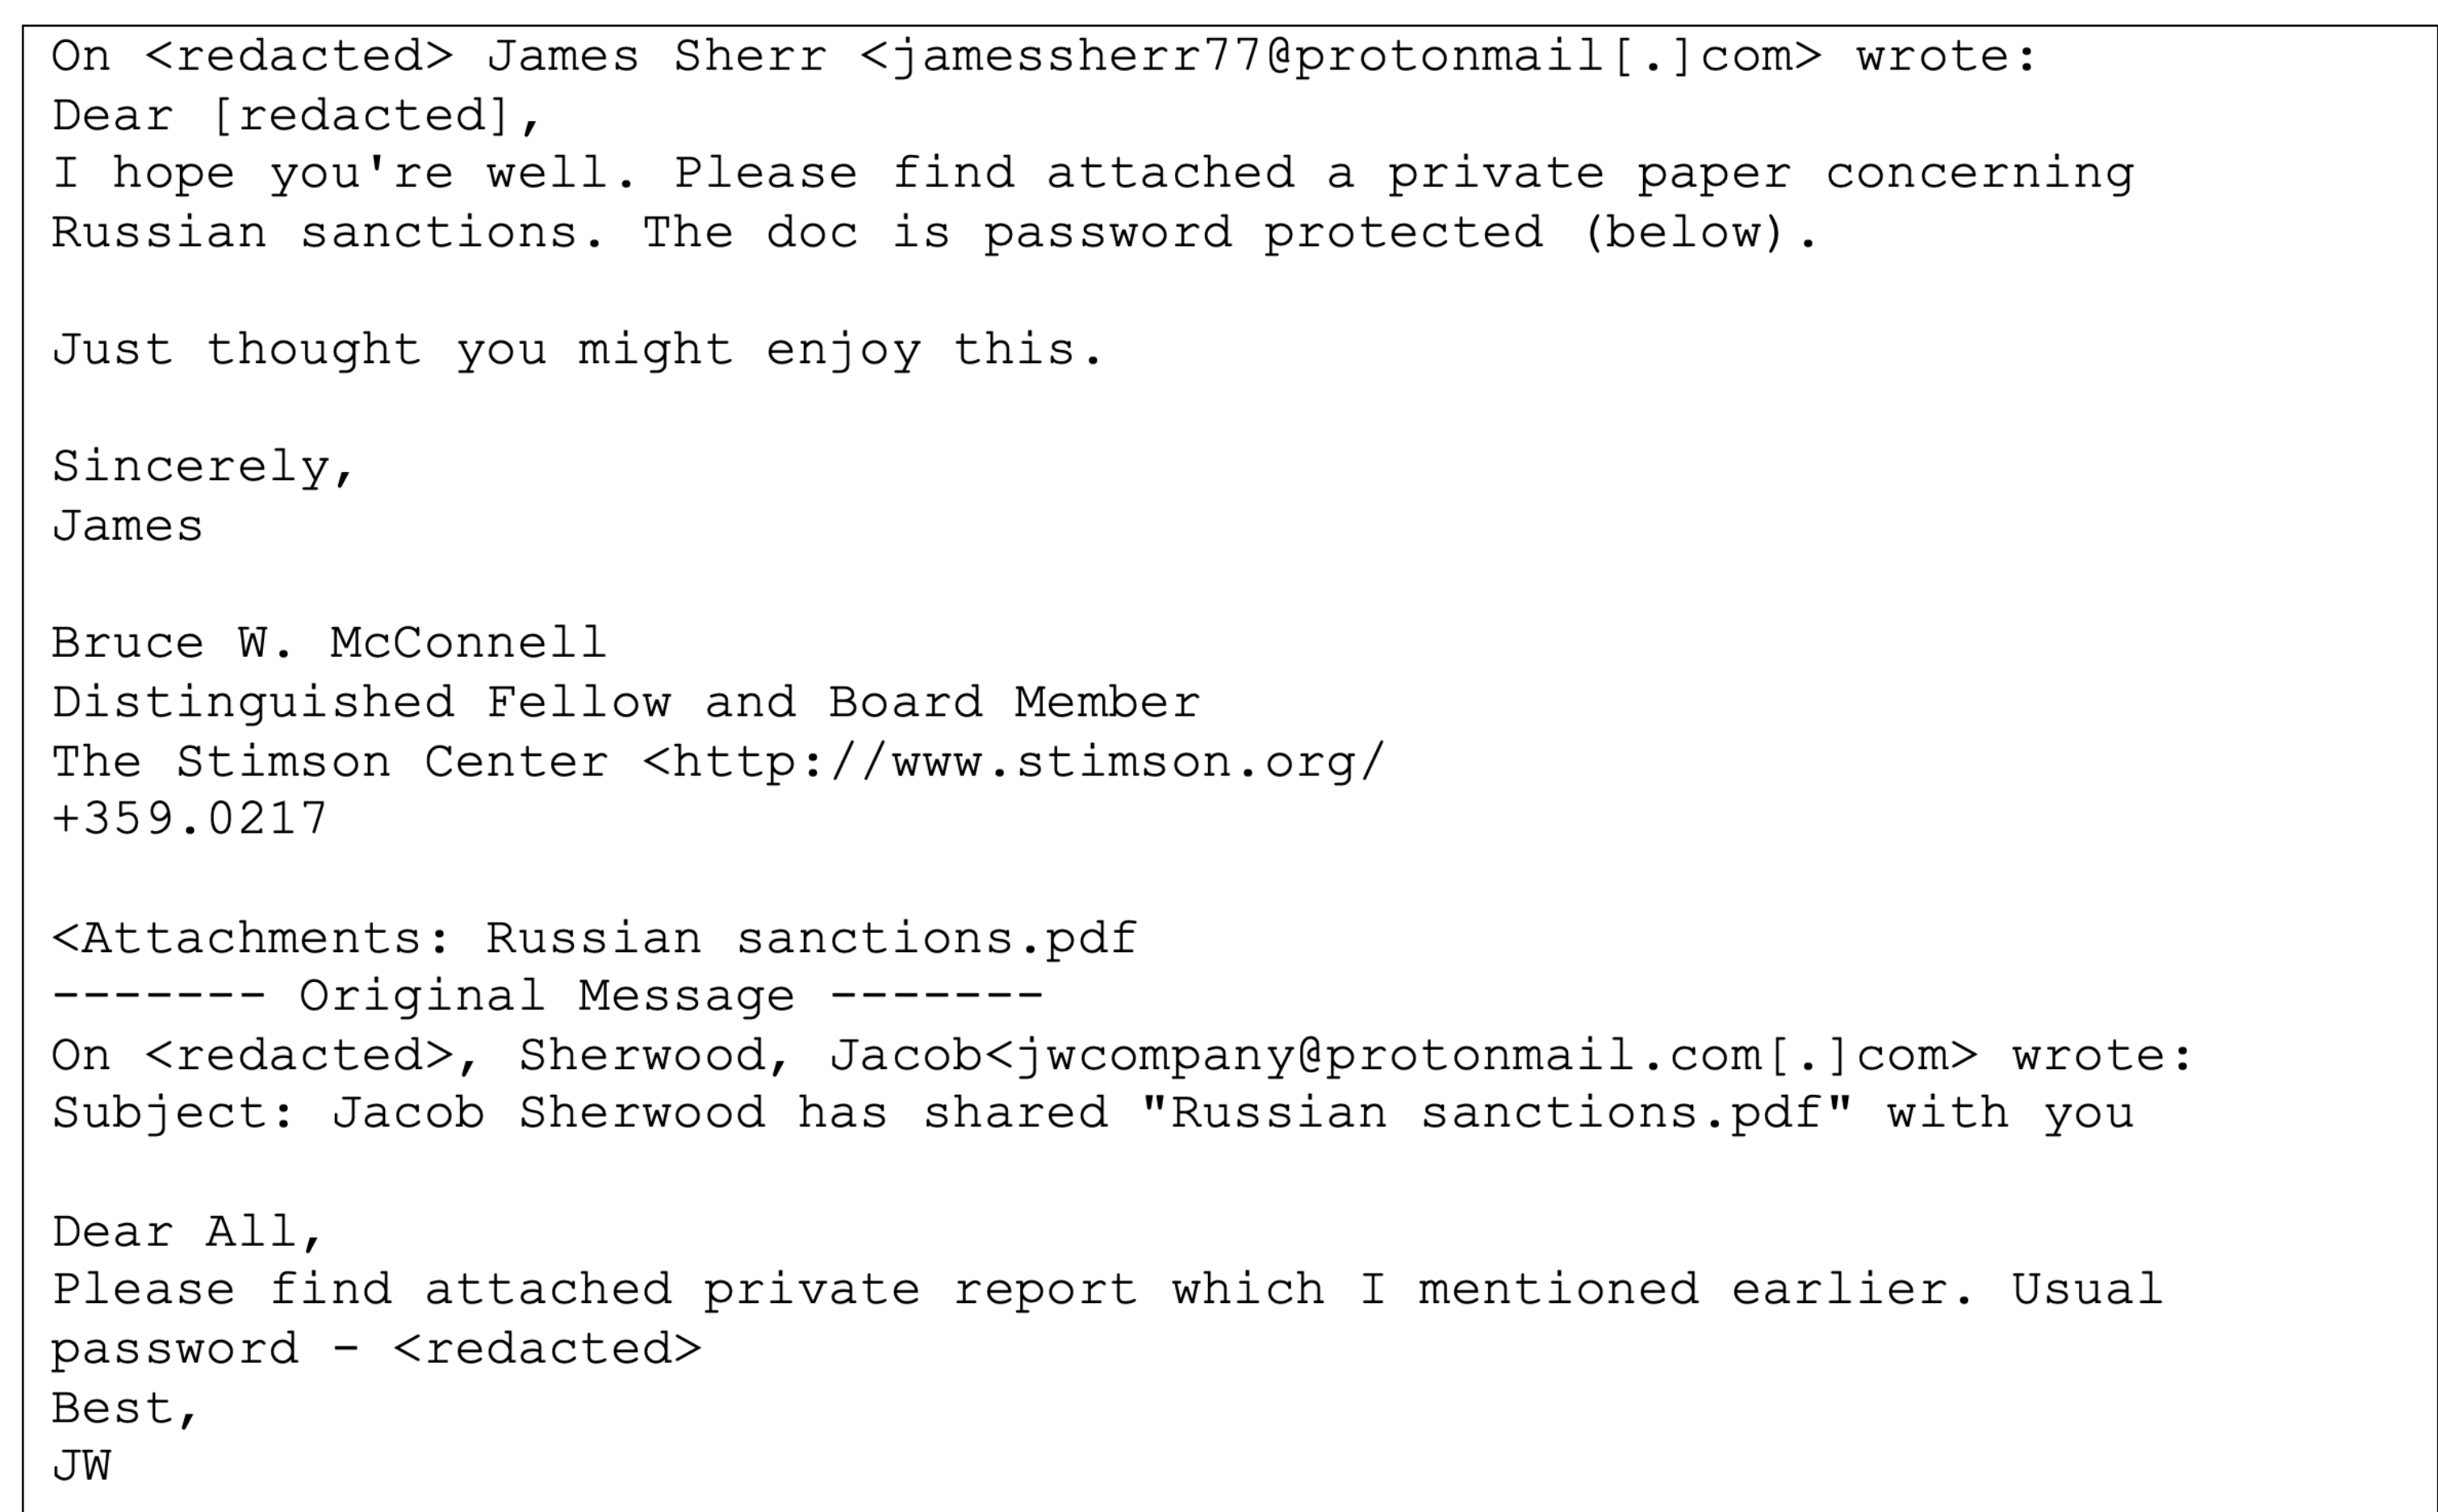 On <redacted> James Sherr <jamessherr77@protonmail[.]com> wrote:
Dear [redacted],
I hope you're well. Please find attached a private paper concerning
Russian sanctions. The doc is password protected (below).
Just thought you might enjoy this.
Sincerely,
James
Bruce W. McConnell
Distinguished Fellow and Board Member
The Stimson Center <http://www.stimson.org/
+359.0217
<Attachments: Russian sanctions.pdf
------- Original Message -------
On <redacted>, Sherwood, Jacob<jwcompany@protonmail.com[.]com> wrote:
Subject: Jacob Sherwood has shared "Russian sanctions.pdf" with you
Dear All,
Please find attached private report which I mentioned earlier. Usual
password - <redacted>
Best,
JW